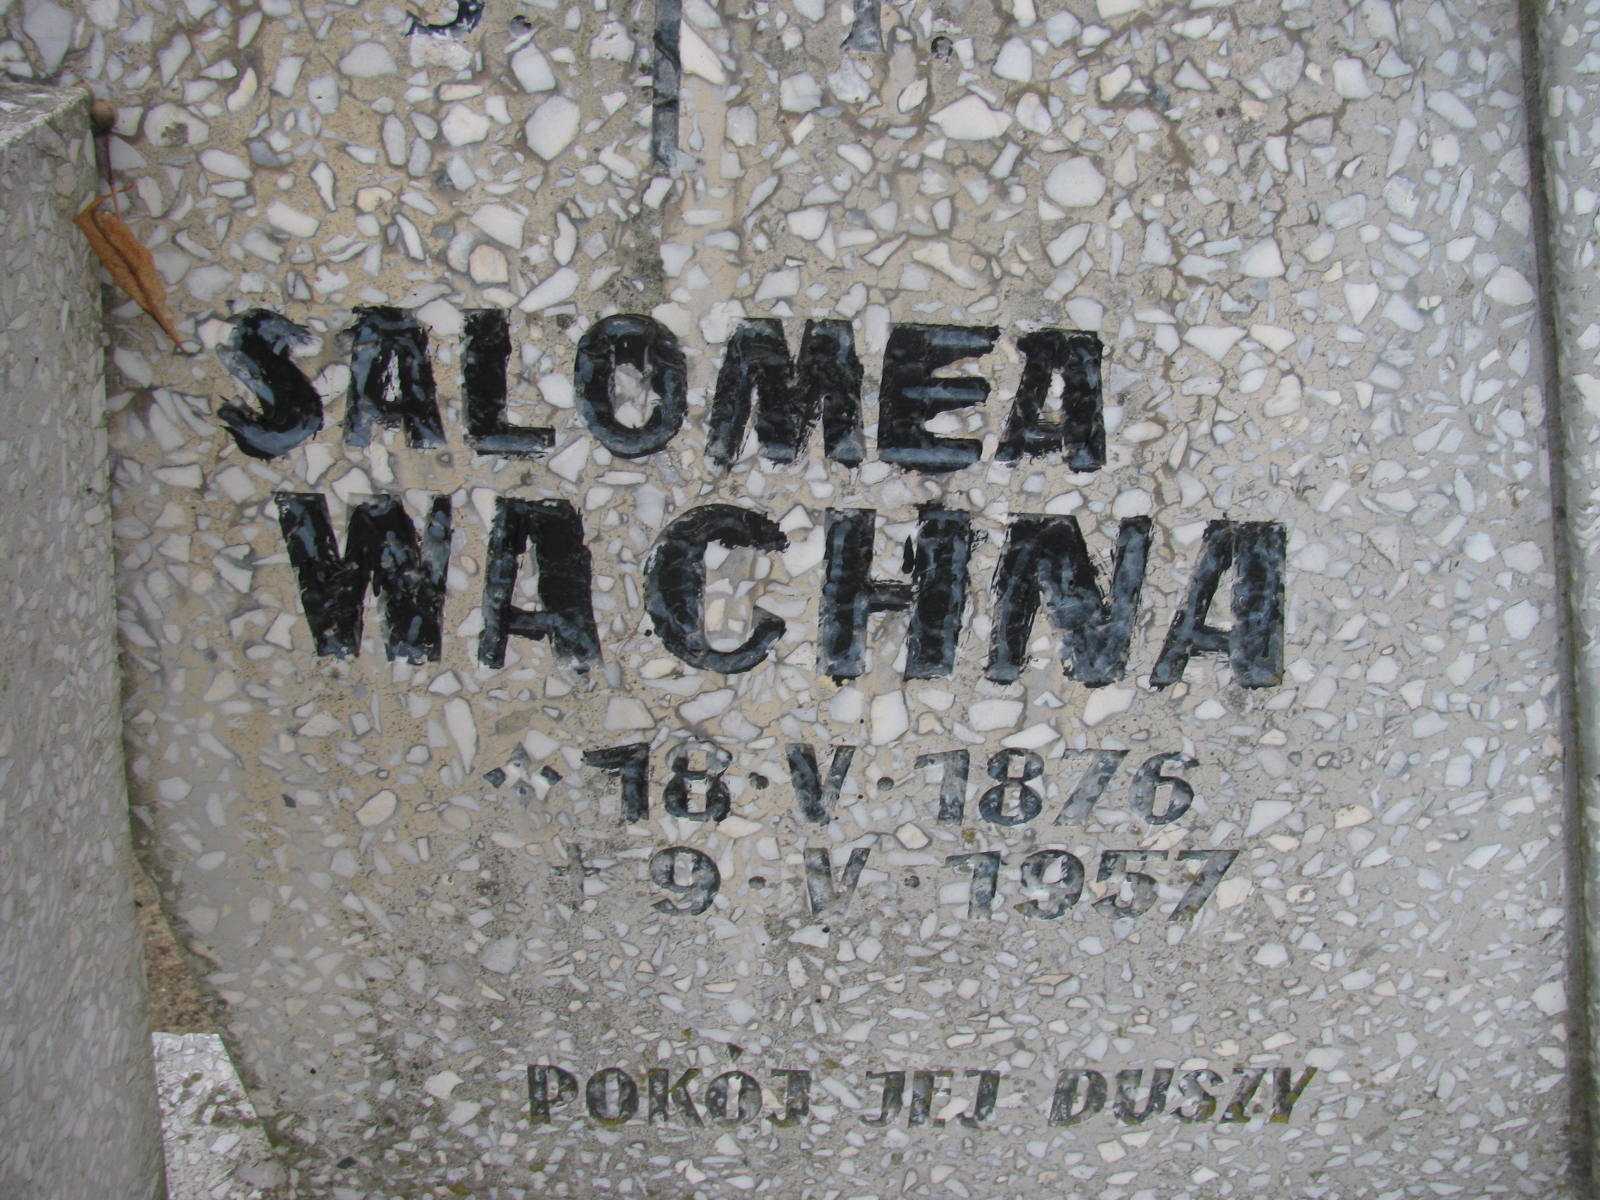 SALOMEA
WACHNA
* 18·V·1876
† 9·V·1957
POKÓJ JEJ DUSZY